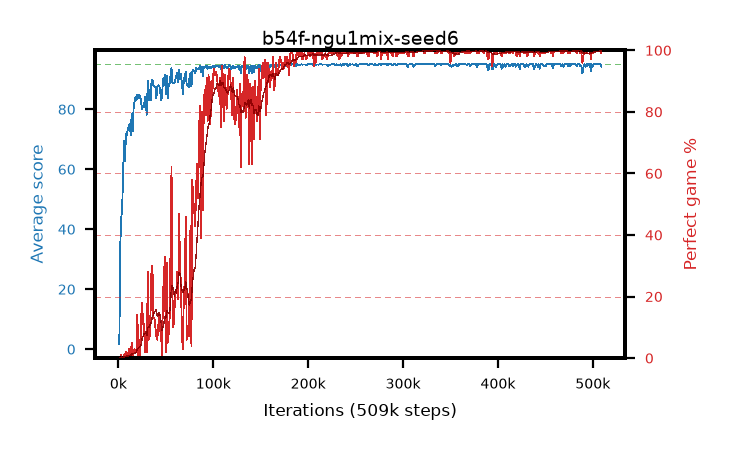 b54f-ngu1mix-seed6
100
80
80
60
60
40
40
20
20
0
0
Average score
Perfect game %
0k 100k 200k 300k 400k 500k
Iterations (509k steps)